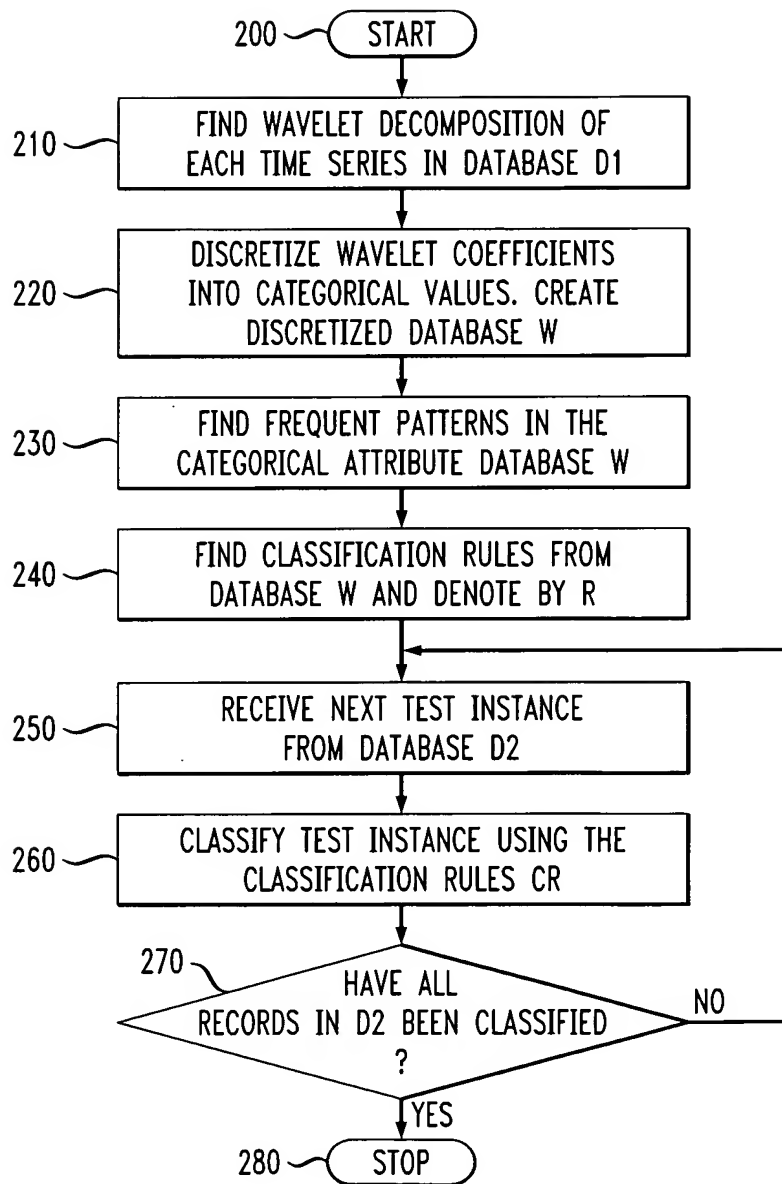 200
START
210
FIND WAVELET DECOMPOSITION OF
EACH TIME SERIES IN DATABASE D1
220
DISCRETIZE WAVELET COEFFICIENTS
INTO CATEGORICAL VALUES. CREATE
DISCRETIZED DATABASE W
230
FIND FREQUENT PATTERNS IN THE
CATEGORICAL ATTRIBUTE DATABASE W
240
FIND CLASSIFICATION RULES FROM
DATABASE W AND DENOTE BY R
250
RECEIVE NEXT TEST INSTANCE
FROM DATABASE D2
260
CLASSIFY TEST INSTANCE USING THE
CLASSIFICATION RULES CR
270
HAVE ALL
RECORDS IN D2 BEEN CLASSIFIED
?
NO
YES
280
STOP